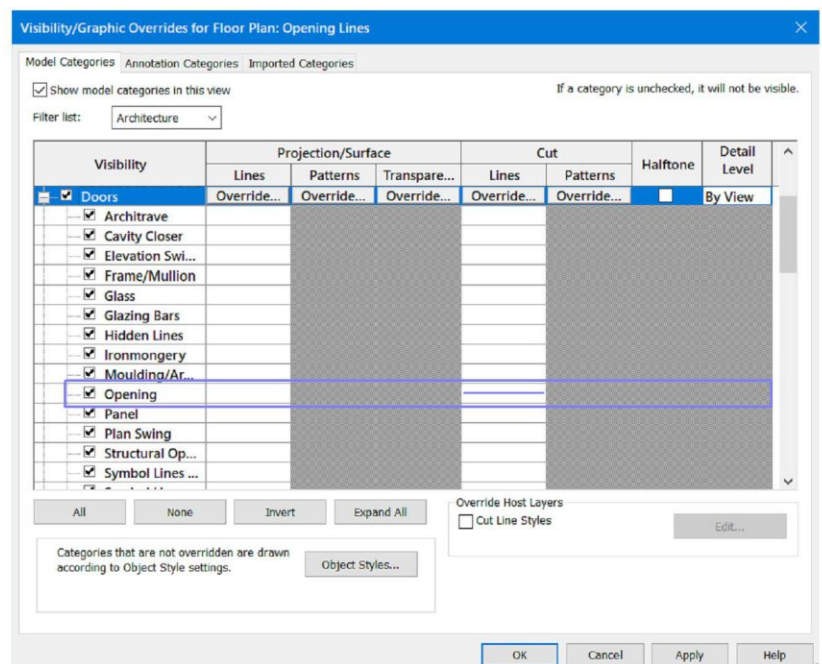 Visibility/Graphic Overrides for Floor Plan: Opening Lines
Model Categories Annotation Categories Imported Categories
Show model categories in this view
If a category is unchecked, it will not be visible.
Filter list: Architecture
Visibility Projection/Surface Cut Halftone Detail Level
Lines Patterns Transpare... Lines Patterns
Doors Override... Override... Override... Override... Override... By View
Architrave
Cavity Closer
Elevation Swi...
Frame/Mullion
Glass
Glazing Bars
Hidden Lines
Ironmongery
Moulding/Ar...
Opening
Panel
Plan Swing
Structural Op...
Symbol Lines ...
All None Invert Expand All
Override Host Layers
Cut Line Styles
Edit...
Categories that are not overridden are drawn
according to Object Style settings.
Object Styles...
OK Cancel Apply Help